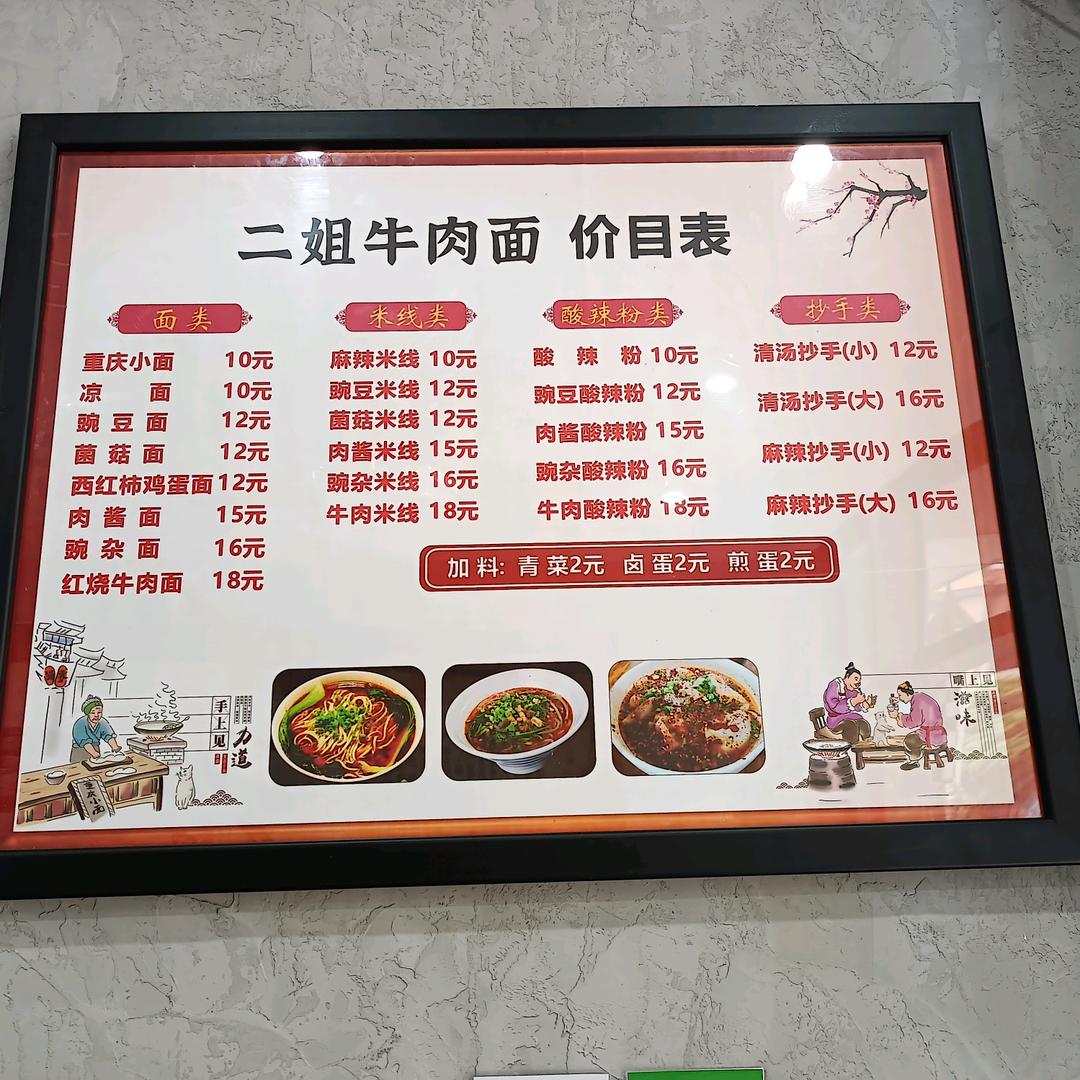 二姐牛肉面 价目表
面类
重庆小面 10元
凉面 10元
豌豆面 12元
菌菇面 12元
西红柿鸡蛋面 12元
肉酱面 15元
豌杂面 16元
红烧牛肉面 18元
米线类
麻辣米线 10元
豌豆米线 12元
菌菇米线 12元
肉酱米线 15元
豌杂米线 16元
牛肉米线 18元
酸辣粉类
酸辣粉 10元
豌豆酸辣粉 12元
肉酱酸辣粉 15元
豌杂酸辣粉 16元
牛肉酸辣粉 18元
抄手类
清汤抄手(小) 12元
清汤抄手(大) 16元
麻辣抄手(小) 12元
麻辣抄手(大) 16元
加料: 青菜2元 卤蛋2元 煎蛋2元
手上见
力道
重庆小面
嘴上见
滋味